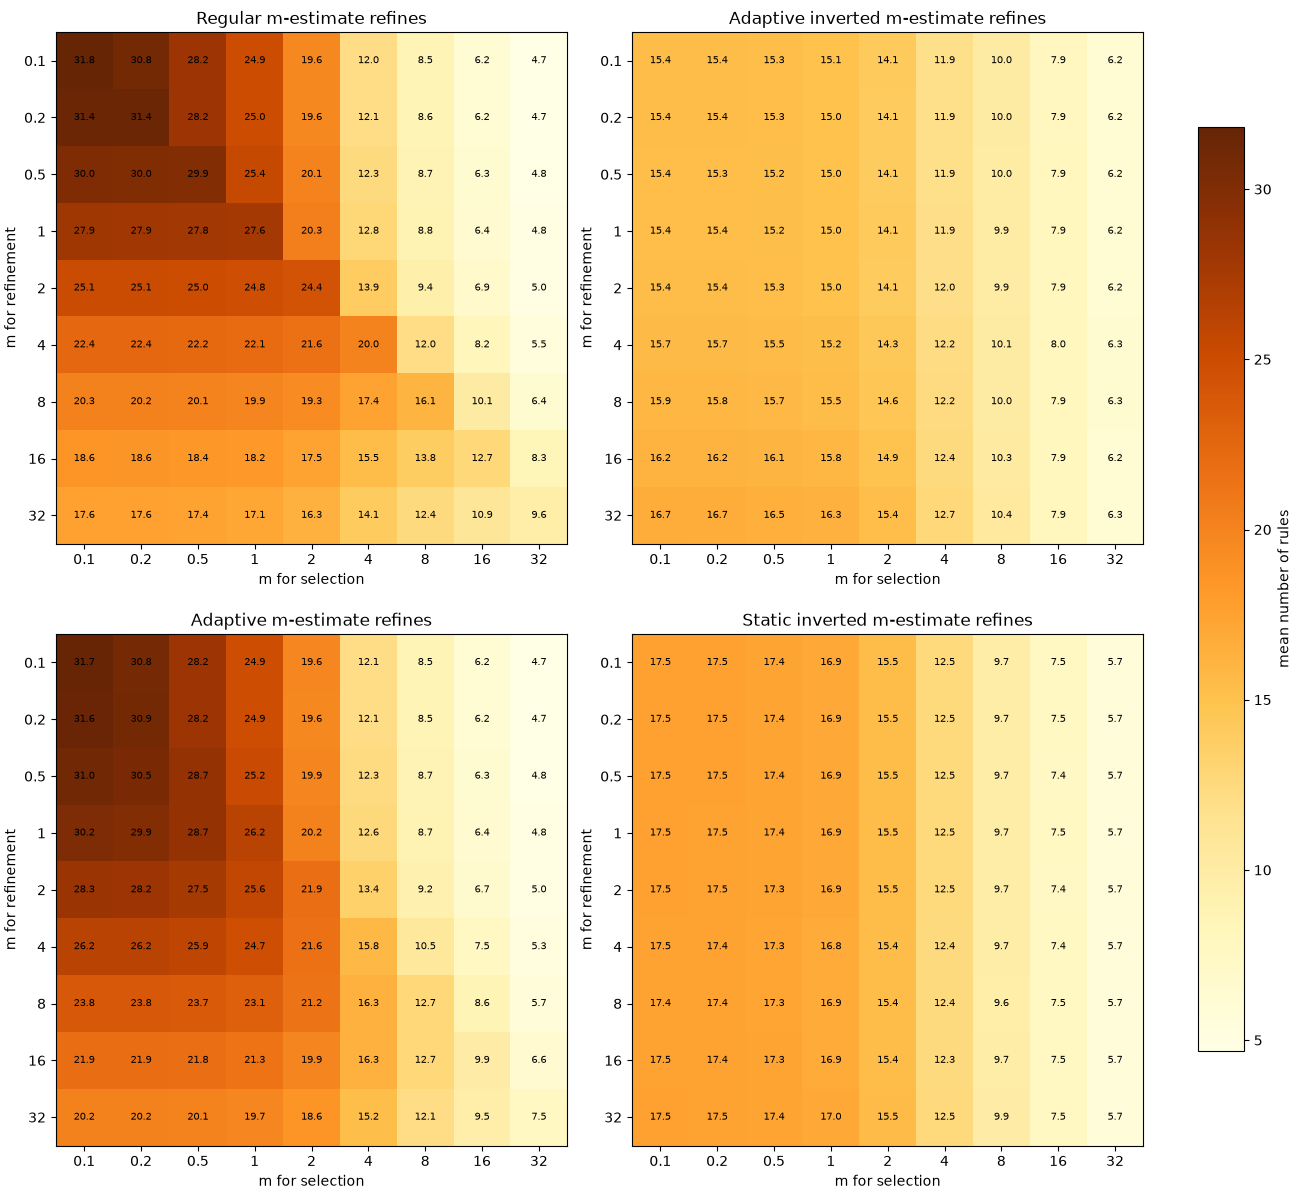 Regular m-estimate refines
m for refinement
0.1 31.8 30.8 28.2 24.9 19.6 12.0 8.5 6.2 4.7
0.2 31.4 31.4 28.2 25.0 19.6 12.1 8.6 6.2 4.7
0.5 30.0 30.0 29.9 25.4 20.1 12.3 8.7 6.3 4.8
1 27.9 27.9 27.8 27.6 20.3 12.8 8.8 6.4 4.8
2 25.1 25.1 25.0 24.8 24.4 13.9 9.4 6.9 5.0
4 22.4 22.4 22.2 22.1 21.6 20.0 12.0 8.2 5.5
8 20.3 20.2 20.1 19.9 19.3 17.4 16.1 10.1 6.4
16 18.6 18.6 18.4 18.2 17.5 15.5 13.8 12.7 8.3
32 17.6 17.6 17.4 17.1 16.3 14.1 12.4 10.9 9.6
0.1 0.2 0.5 1 2 4 8 16 32
m for selection
Adaptive inverted m-estimate refines
m for refinement
0.1 15.4 15.4 15.3 15.1 14.1 11.9 10.0 7.9 6.2
0.2 15.4 15.4 15.3 15.0 14.1 11.9 10.0 7.9 6.2
0.5 15.4 15.3 15.2 15.0 14.1 11.9 10.0 7.9 6.2
1 15.4 15.4 15.2 15.0 14.1 11.9 9.9 7.9 6.2
2 15.4 15.4 15.3 15.0 14.1 12.0 9.9 7.9 6.2
4 15.7 15.7 15.5 15.2 14.3 12.2 10.1 8.0 6.3
8 15.9 15.8 15.7 15.5 14.6 12.2 10.0 7.9 6.3
16 16.2 16.2 16.1 15.8 14.9 12.4 10.3 7.9 6.2
32 16.7 16.7 16.5 16.3 15.4 12.7 10.4 7.9 6.3
0.1 0.2 0.5 1 2 4 8 16 32
m for selection
Adaptive m-estimate refines
m for refinement
0.1 31.7 30.8 28.2 24.9 19.6 12.1 8.5 6.2 4.7
0.2 31.6 30.9 28.2 24.9 19.6 12.1 8.5 6.2 4.7
0.5 31.0 30.5 28.7 25.2 19.9 12.3 8.7 6.3 4.8
1 30.2 29.9 28.7 26.2 20.2 12.6 8.7 6.4 4.8
2 28.3 28.2 27.5 25.6 21.9 13.4 9.2 6.7 5.0
4 26.2 26.2 25.9 24.7 21.6 15.8 10.5 7.5 5.3
8 23.8 23.8 23.7 23.1 21.2 16.3 12.7 8.6 5.7
16 21.9 21.9 21.8 21.3 19.9 16.3 12.7 9.9 6.6
32 20.2 20.2 20.1 19.7 18.6 15.2 12.1 9.5 7.5
0.1 0.2 0.5 1 2 4 8 16 32
m for selection
Static inverted m-estimate refines
m for refinement
0.1 17.5 17.5 17.4 16.9 15.5 12.5 9.7 7.5 5.7
0.2 17.5 17.5 17.4 16.9 15.5 12.5 9.7 7.5 5.7
0.5 17.5 17.5 17.4 16.9 15.5 12.5 9.7 7.4 5.7
1 17.5 17.5 17.4 16.9 15.5 12.5 9.7 7.5 5.7
2 17.5 17.5 17.3 16.9 15.5 12.5 9.7 7.4 5.7
4 17.5 17.4 17.3 16.8 15.4 12.4 9.7 7.4 5.7
8 17.4 17.4 17.3 16.9 15.4 12.4 9.6 7.5 5.7
16 17.5 17.4 17.3 16.9 15.4 12.3 9.7 7.5 5.7
32 17.5 17.5 17.4 17.0 15.5 12.5 9.9 7.5 5.7
0.1 0.2 0.5 1 2 4 8 16 32
m for selection
30
25
20
15
10
5
mean number of rules